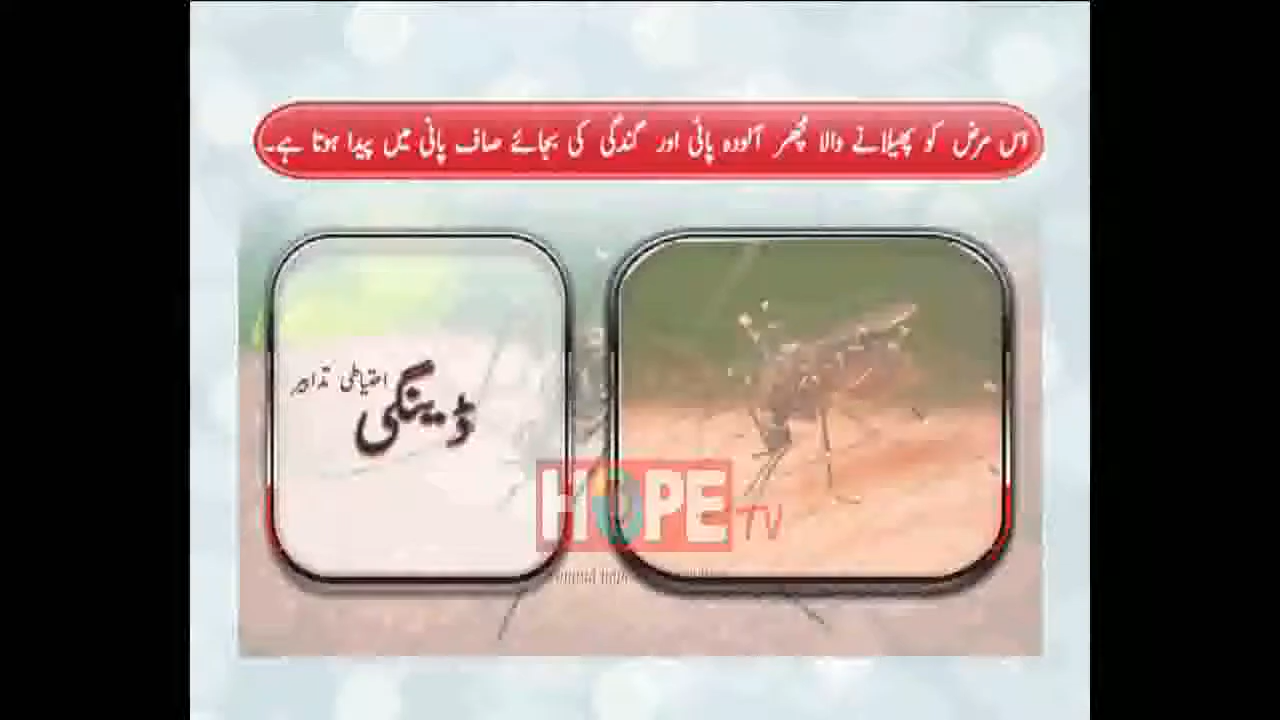 اس مرض کو پھیلانے والا مچھر آلودہ پانی اور گندگی کی بجائے صاف پانی میں پیدا ہوتا ہے۔
احتیاطی تدابیر
ڈینگی
HOPE TV